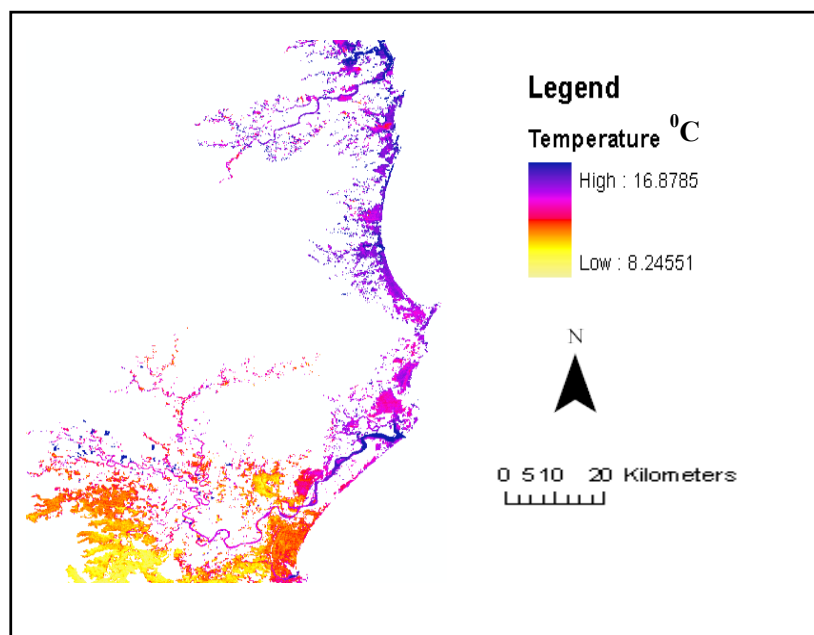 Legend
Temperature ⁰C
High : 16.8785
Low : 8.24551
N
0 5 10 20 Kilometers